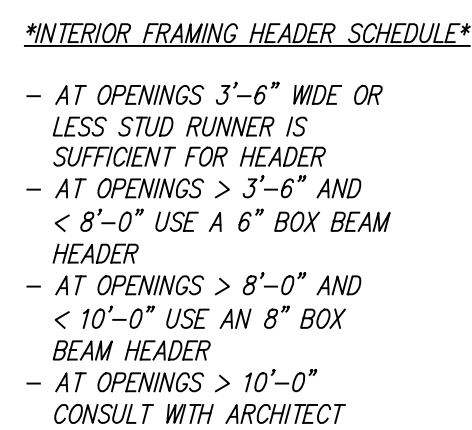 *INTERIOR FRAMING HEADER SCHEDULE*
– AT OPENINGS 3'–6" WIDE OR
LESS STUD RUNNER IS
SUFFICIENT FOR HEADER
– AT OPENINGS > 3'–6" AND
< 8'–0" USE A 6" BOX BEAM
HEADER
– AT OPENINGS > 8'–0" AND
< 10'–0" USE AN 8" BOX
BEAM HEADER
– AT OPENINGS > 10'–0"
CONSULT WITH ARCHITECT